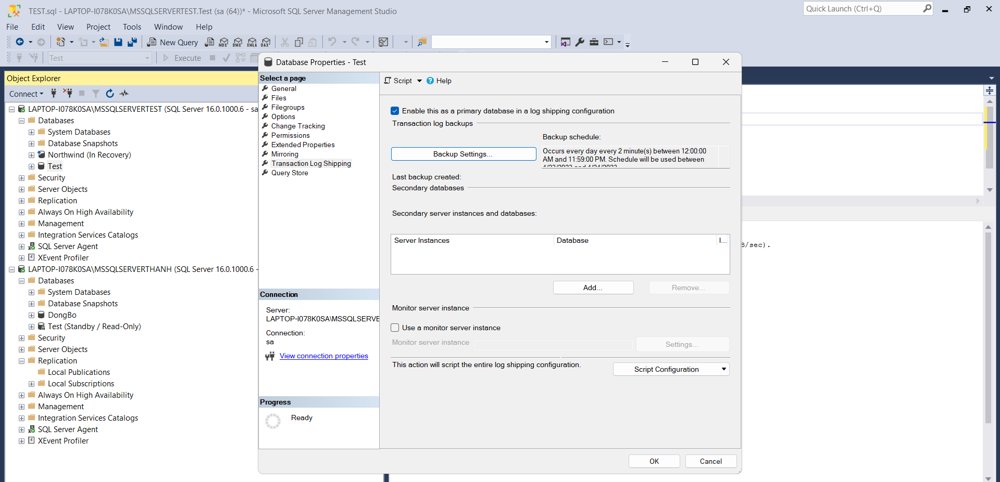 TEST.sql - LAPTOP-I078K0SA\MSSQLSERVERTEST.Test (sa (64))* - Microsoft SQL Server Management Studio
Quick Launch (Ctrl+Q)
File Edit View Project Tools Window Help
New Query MDX DMX XMLA DAX
Test Execute
Object Explorer
Connect
LAPTOP-I078K0SA\MSSQLSERVERTEST (SQL Server 16.0.1000.6 - sa
Databases
System Databases
Database Snapshots
Northwind (In Recovery)
Test
Security
Server Objects
Replication
Always On High Availability
Management
Integration Services Catalogs
SQL Server Agent
XEvent Profiler
LAPTOP-I078K0SA\MSSQLSERVERTHANH (SQL Server 16.0.1000.6 -
Databases
System Databases
Database Snapshots
DongBo
Test (Standby / Read-Only)
Security
Server Objects
Replication
Local Publications
Local Subscriptions
Always On High Availability
Management
Integration Services Catalogs
SQL Server Agent
XEvent Profiler
Database Properties - Test
Select a page
General
Files
Filegroups
Options
Change Tracking
Permissions
Extended Properties
Mirroring
Transaction Log Shipping
Query Store
Connection
Server:
LAPTOP-I078K0SA\MSSQLSERVE
Connection:
sa
View connection properties
Progress
Ready
Script Help
Enable this as a primary database in a log shipping configuration
Transaction log backups
Backup schedule:
Backup Settings...
Occurs every day every 2 minute(s) between 12:00:00
AM and 11:59:00 PM. Schedule will be used between
4/23/2023 and 4/24/2023
Last backup created:
Secondary databases
Secondary server instances and databases:
Server Instances Database I...
Add... Remove...
Monitor server instance
Use a monitor server instance
Monitor server instance Settings...
This action will script the entire log shipping configuration.
Script Configuration
OK Cancel
B/sec).